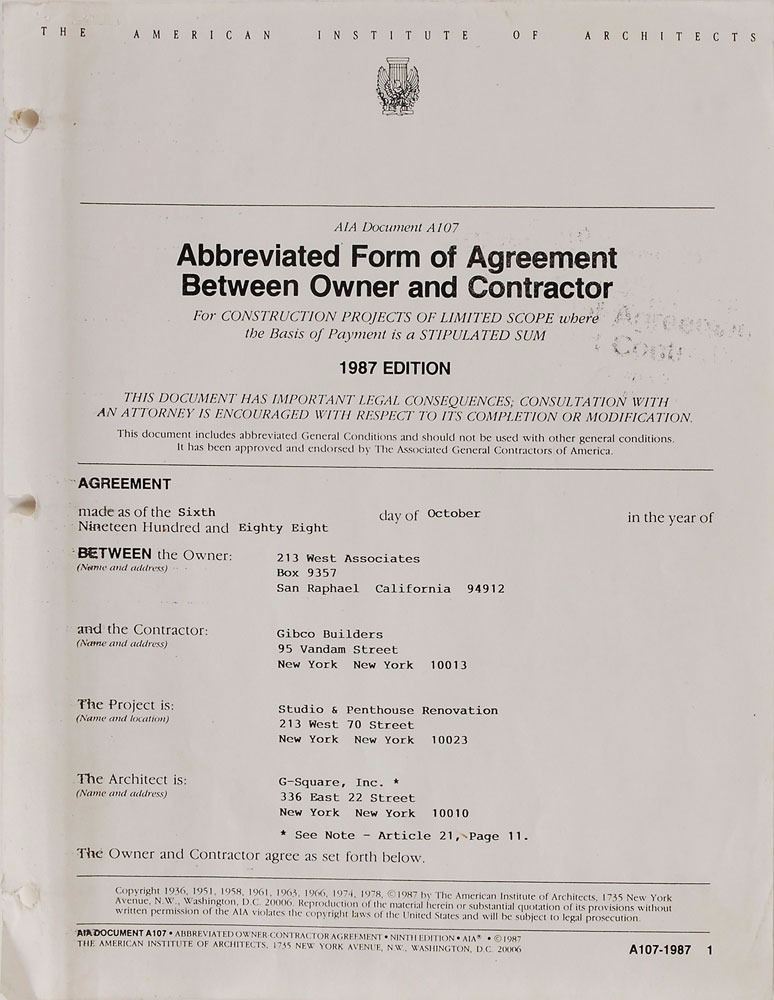 THE AMERICAN INSTITUTE OF ARCHITECTS
AIA Document A107
Abbreviated Form of Agreement
Between Owner and Contractor
For CONSTRUCTION PROJECTS OF LIMITED SCOPE where
the Basis of Payment is a STIPULATED SUM
1987 EDITION
THIS DOCUMENT HAS IMPORTANT LEGAL CONSEQUENCES; CONSULTATION WITH
AN ATTORNEY IS ENCOURAGED WITH RESPECT TO ITS COMPLETION OR MODIFICATION.
This document includes abbreviated General Conditions and should not be used with other general conditions.
It has been approved and endorsed by The Associated General Contractors of America.
AGREEMENT
made as of the Sixth day of October in the year of
Nineteen Hundred and Eighty Eight
BETWEEN the Owner: 213 West Associates
(Name and address) Box 9357
San Raphael California 94912
and the Contractor: Gibco Builders
(Name and address) 95 Vandam Street
New York New York 10013
The Project is: Studio & Penthouse Renovation
(Name and location) 213 West 70 Street
New York New York 10023
The Architect is: G-Square, Inc. *
(Name and address) 336 East 22 Street
New York New York 10010
* See Note - Article 21, Page 11.
The Owner and Contractor agree as set forth below.
Copyright 1936, 1951, 1958, 1961, 1963, 1966, 1974, 1978, ©1987 by The American Institute of Architects, 1735 New York
Avenue, N.W., Washington, D.C. 20006. Reproduction of the material herein or substantial quotation of its provisions without
written permission of the AIA violates the copyright laws of the United States and will be subject to legal prosecution.
AIA DOCUMENT A107 • ABBREVIATED OWNER-CONTRACTOR AGREEMENT • NINTH EDITION • AIA® • ©1987
THE AMERICAN INSTITUTE OF ARCHITECTS, 1735 NEW YORK AVENUE, N.W., WASHINGTON, D.C. 20006
A107-1987 1